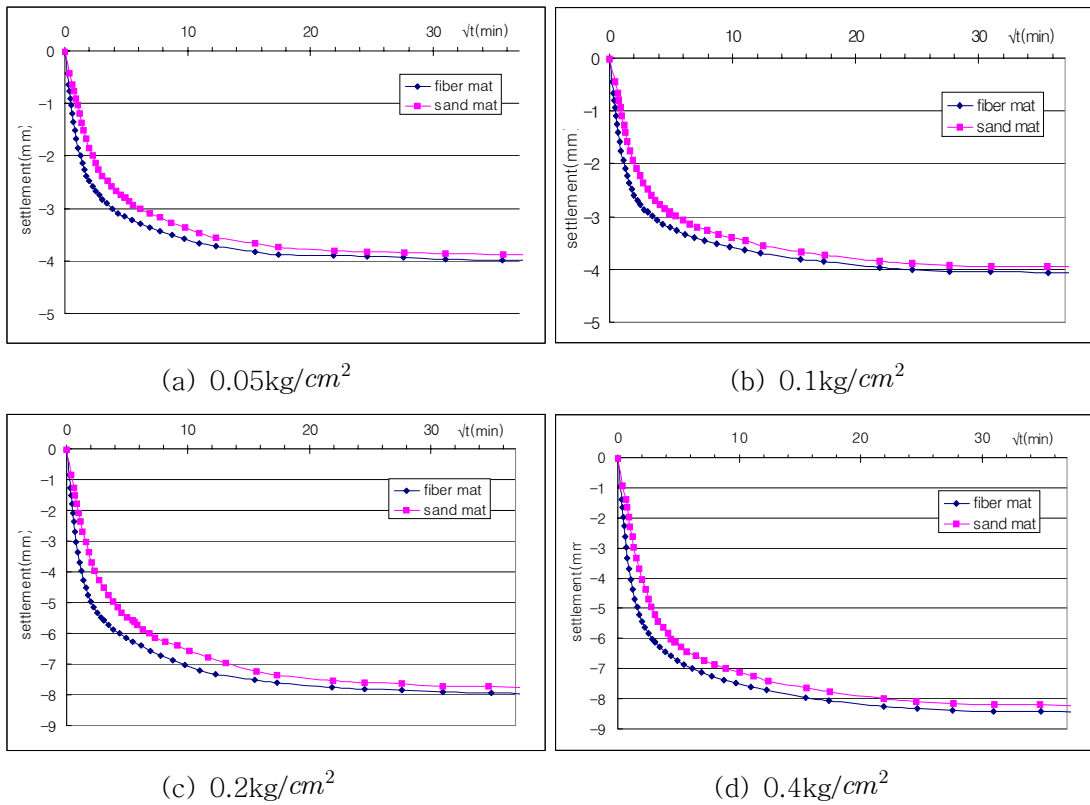 0 10 20 30 √t(min)
0
−1
−2
−3
−4
−5
settlement(mm)
fiber mat
sand mat
(a) 0.05kg/cm²
0 10 20 30 √t(min)
0
−1
−2
−3
−4
−5
settlement(mm)
fiber mat
sand mat
(b) 0.1kg/cm²
0 10 20 30 √t(min)
0
−1
−2
−3
−4
−5
−6
−7
−8
−9
settlement(mm)
fiber mat
sand mat
(c) 0.2kg/cm²
0 10 20 30 √t(min)
0
−1
−2
−3
−4
−5
−6
−7
−8
−9
settlement(mm
fiber mat
sand mat
(d) 0.4kg/cm²